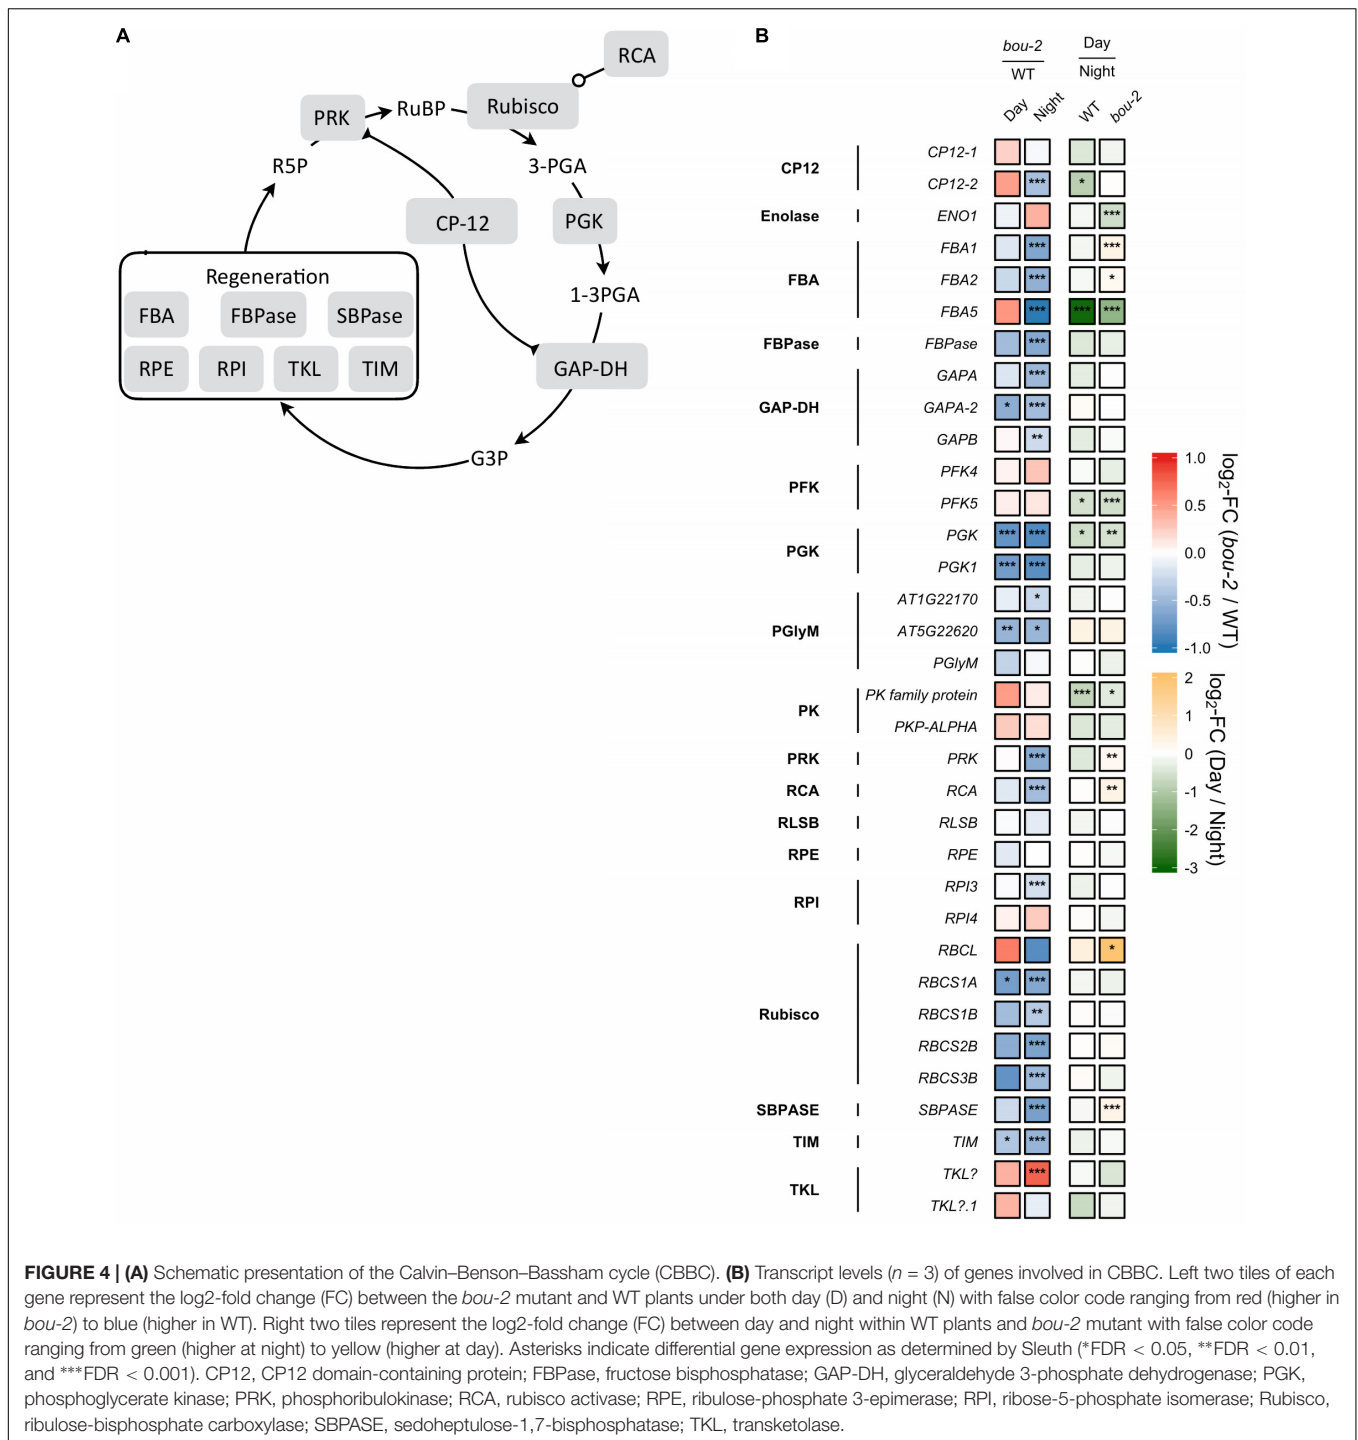 A
RCA
PRK
RuBP
Rubisco
R5P
3-PGA
CP-12
PGK
Regeneration
1-3PGA
FBA
FBPase
SBPase
RPE
RPI
TKL
TIM
GAP-DH
G3P
B
bou-2
WT
Day
Night
Day
Night
WT
bou-2
CP12
CP12-1
CP12-2
*** *
Enolase
ENO1
***
FBA
FBA1
*** ***
FBA2
*** *
FBA5
*** *** ***
FBPase
FBPase
***
GAP-DH
GAPA
***
GAPA-2
* ***
GAPB
**
PFK
PFK4
PFK5
* ***
PGK
PGK
*** *** * **
PGK1
*** ***
PGlyM
AT1G22170
*
AT5G22620
** *
PGlyM
PK
PK family protein
*** *
PKP-ALPHA
PRK
PRK
*** **
RCA
RCA
*** **
RLSB
RLSB
RPE
RPE
RPI
RPI3
***
RPI4
Rubisco
RBCL
*
RBCS1A
* ***
RBCS1B
**
RBCS2B
***
RBCS3B
***
SBPASE
SBPASE
*** ***
TIM
TIM
* ***
TKL
TKL?
***
TKL?.1
1.0
0.5
0.0
-0.5
-1.0
log2-FC (bou-2 / WT)
2
1
0
-1
-2
-3
log2-FC (Day / Night)
FIGURE 4 | (A) Schematic presentation of the Calvin–Benson–Bassham cycle (CBBC). (B) Transcript levels (n = 3) of genes involved in CBBC. Left two tiles of each
gene represent the log2-fold change (FC) between the bou-2 mutant and WT plants under both day (D) and night (N) with false color code ranging from red (higher in
bou-2) to blue (higher in WT). Right two tiles represent the log2-fold change (FC) between day and night within WT plants and bou-2 mutant with false color code
ranging from green (higher at night) to yellow (higher at day). Asterisks indicate differential gene expression as determined by Sleuth (*FDR < 0.05, **FDR < 0.01,
and ***FDR < 0.001). CP12, CP12 domain-containing protein; FBPase, fructose bisphosphatase; GAP-DH, glyceraldehyde 3-phosphate dehydrogenase; PGK,
phosphoglycerate kinase; PRK, phosphoribulokinase; RCA, rubisco activase; RPE, ribulose-phosphate 3-epimerase; RPI, ribose-5-phosphate isomerase; Rubisco,
ribulose-bisphosphate carboxylase; SBPASE, sedoheptulose-1,7-bisphosphatase; TKL, transketolase.